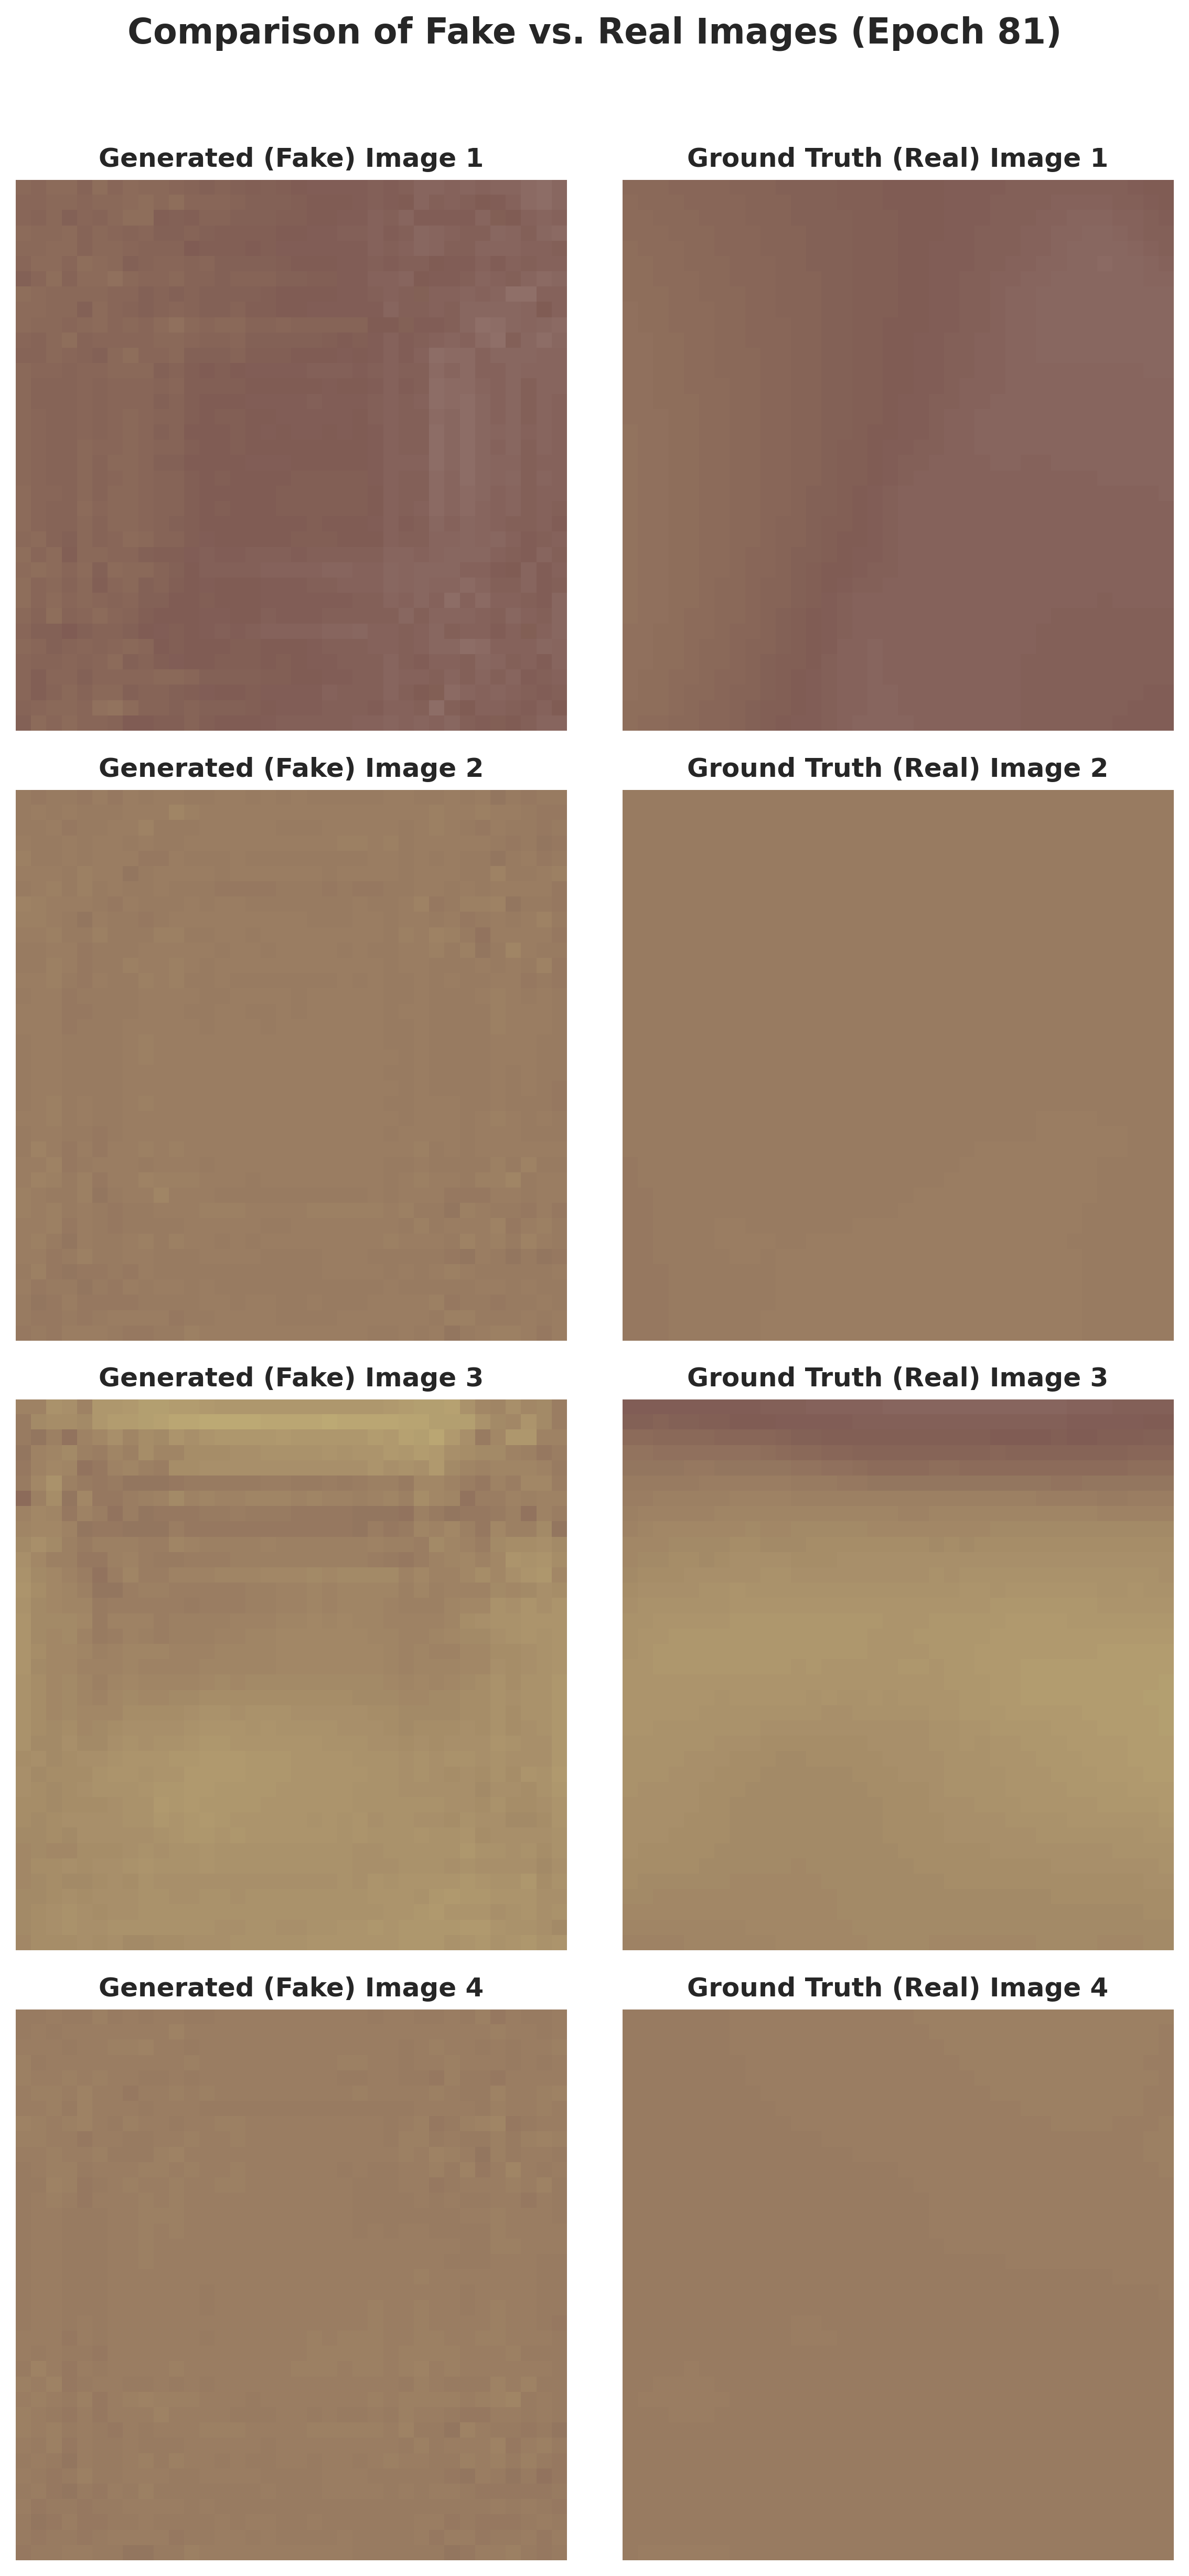 Comparison of Fake vs. Real Images (Epoch 81)
Generated (Fake) Image 1
Ground Truth (Real) Image 1
Generated (Fake) Image 2
Ground Truth (Real) Image 2
Generated (Fake) Image 3
Ground Truth (Real) Image 3
Generated (Fake) Image 4
Ground Truth (Real) Image 4